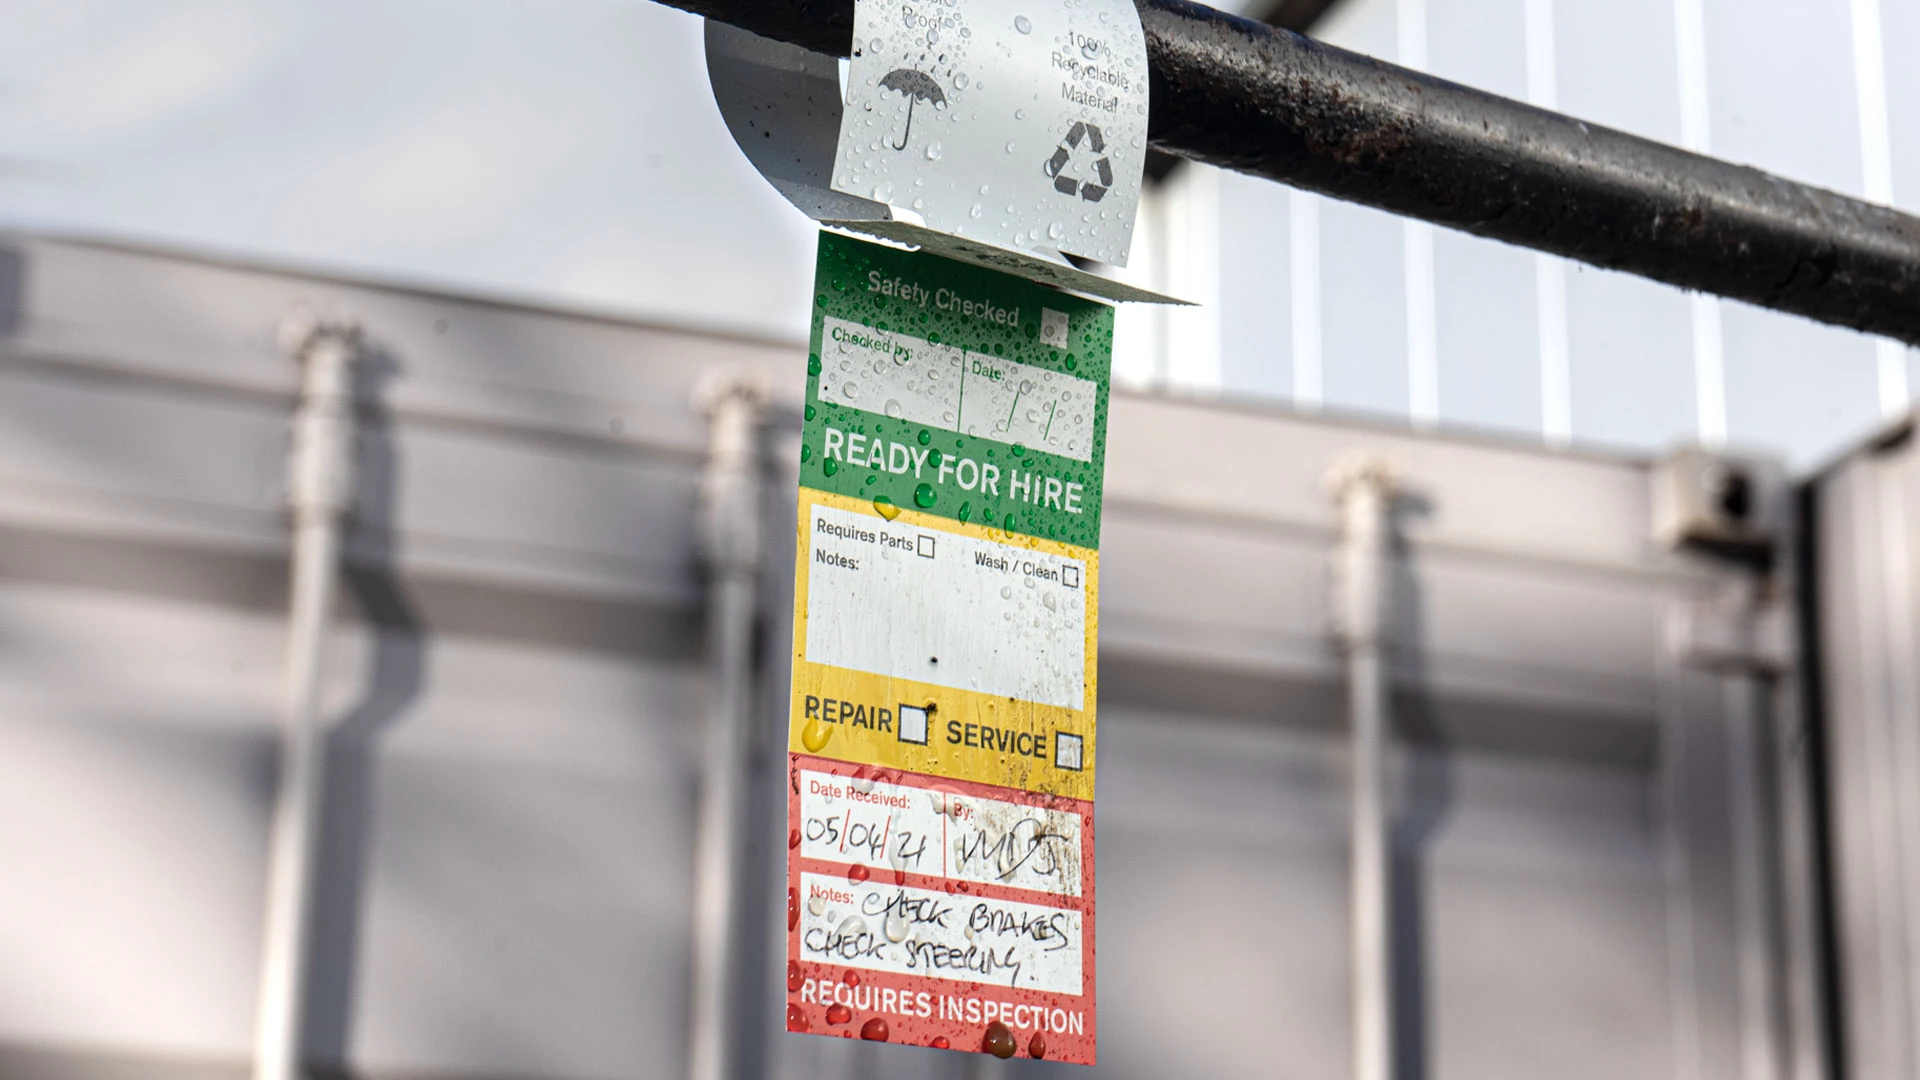 Proof
100%
Recyclable
Material
Safety Checked
Checked by:
Date:
/ /
READY FOR HIRE
Requires Parts
Wash / Clean
Notes:
REPAIR
SERVICE
Date Received:
By:
05/04/21
Notes: CHECK BRAKES
CHECK STEERING.
REQUIRES INSPECTION